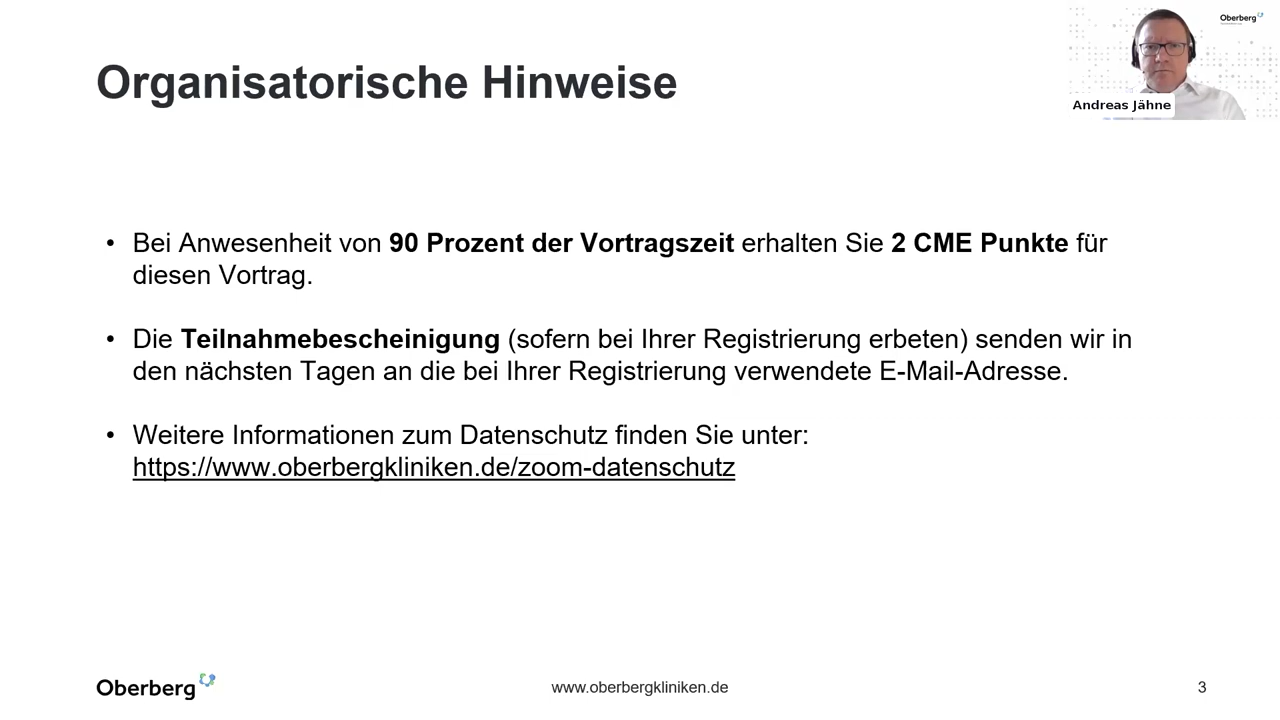 Oberberg
Organisatorische Hinweise
Andreas Jähne
• Bei Anwesenheit von 90 Prozent der Vortragszeit erhalten Sie 2 CME Punkte für
diesen Vortrag.
• Die Teilnahmebescheinigung (sofern bei Ihrer Registrierung erbeten) senden wir in
den nächsten Tagen an die bei Ihrer Registrierung verwendete E-Mail-Adresse.
• Weitere Informationen zum Datenschutz finden Sie unter:
https://www.oberbergkliniken.de/zoom-datenschutz
Oberberg
www.oberbergkliniken.de
3